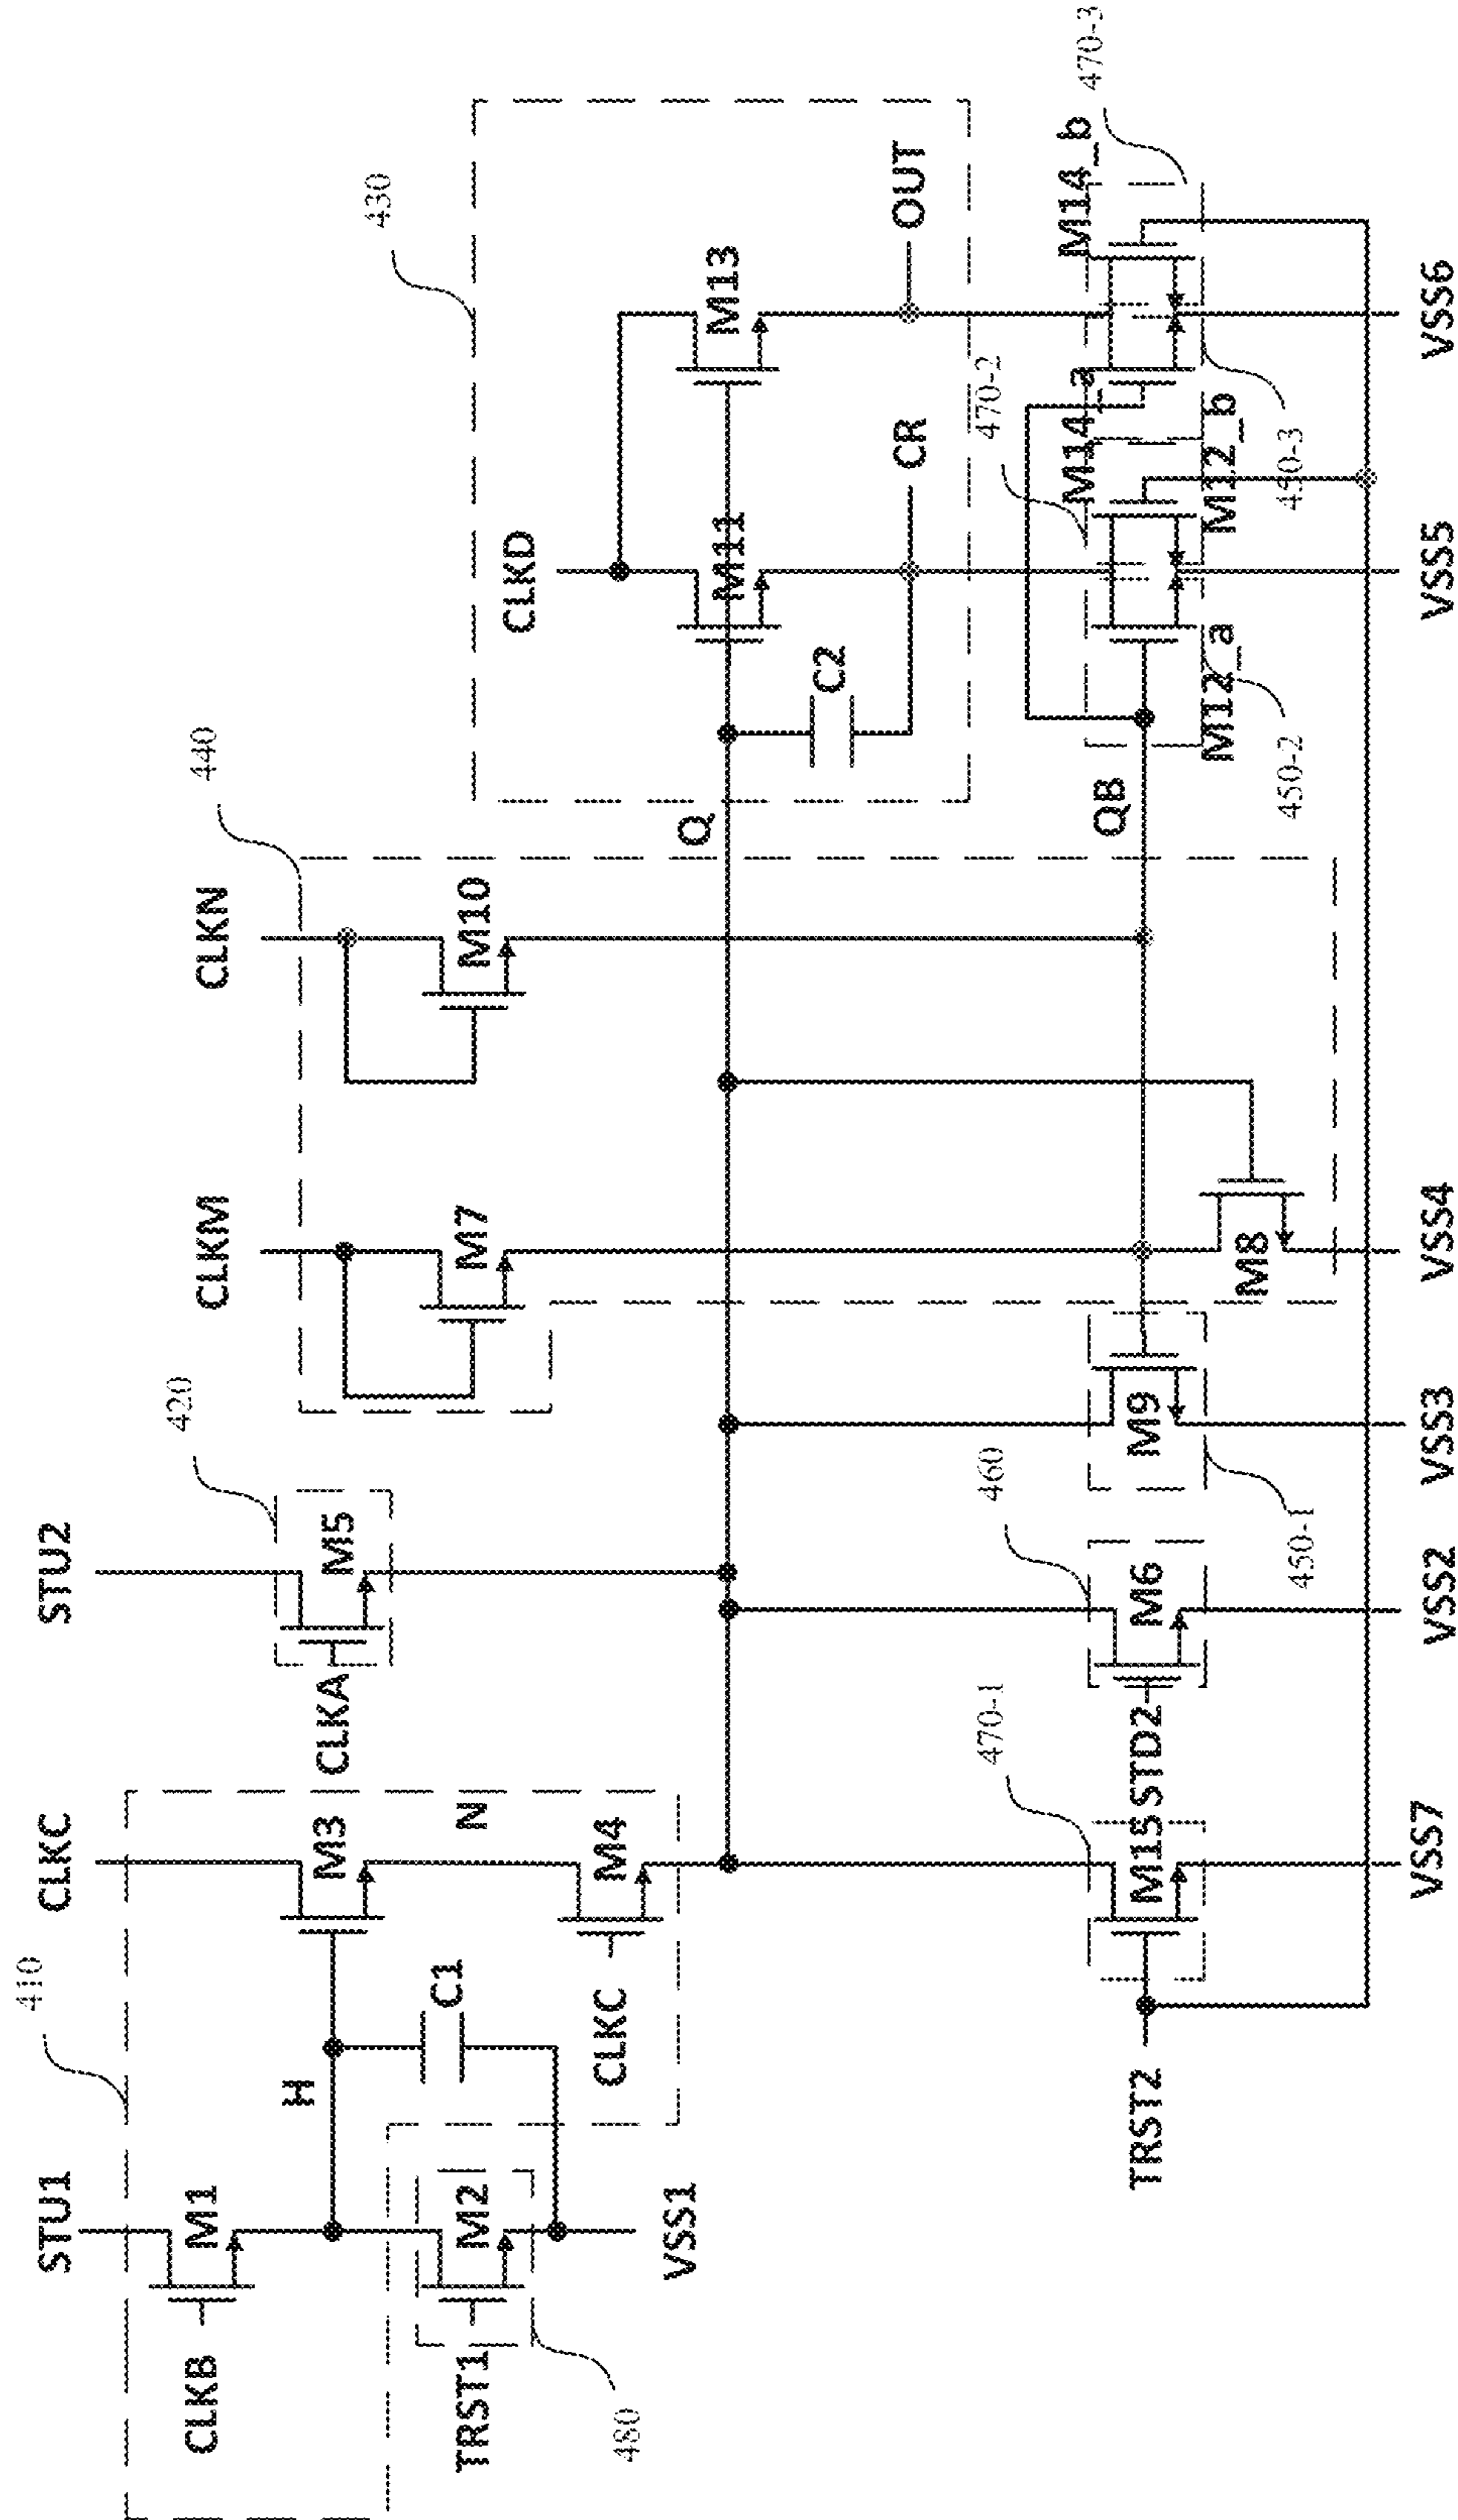 410
STU1
CLKC
STU2
420
CLKM
440
CLKN
430
CLKB
M1
H
M3
CLKA
M5
M7
M10
CLKD
TRST1
M2
C1
N
480
VSS1
CLKC
M4
Q
M11
M13
C2
CR
OUT
470-1
460
QB
470-2
M14_a
M14_b
470-3
TRST2
M15
STD2
M6
M9
M8
M12_a
M12_b
450-1
450-2
450-3
VSS7
VSS2
VSS3
VSS4
VSS5
VSS6